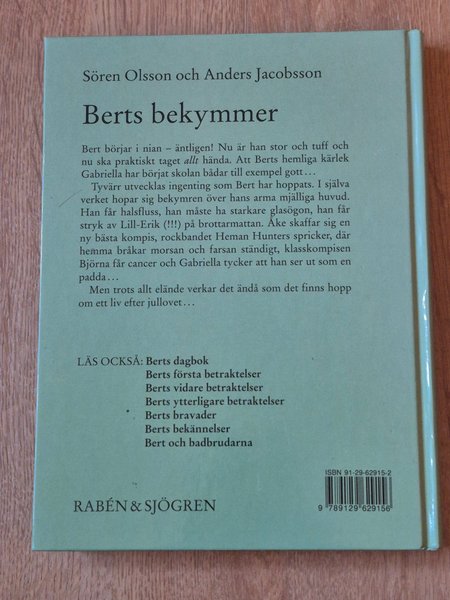 Sören Olsson och Anders Jacobsson
Berts bekymmer
Bert börjar i nian – äntligen! Nu är han stor och tuff och
nu ska praktiskt taget allt hända. Att Berts hemliga kärlek
Gabriella har börjat skolan bådar till exempel gott…
Tyvärr utvecklas ingenting som Bert har hoppats. I själva
verket hopar sig bekymren över hans arma mjälliga huvud.
Han får halsfluss, han måste ha starkare glasögon, han får
stryk av Lill-Erik (!!!) på brottarmattan. Åke skaffar sig en
ny bästa kompis, rockbandet Heman Hunters spricker, där
hemma bråkar morsan och farsan ständigt, klasskompisen
Björna får cancer och Gabriella tycker att han ser ut som en
padda…
Men trots allt elände verkar det ändå som det finns hopp
om ett liv efter jullovet…
LÄS OCKSÅ: Berts dagbok
Berts första betraktelser
Berts vidare betraktelser
Berts ytterligare betraktelser
Berts bravader
Berts bekännelser
Bert och badbrudarna
ISBN 91-29-62915-2
9 789129 629156
RABÉN & SJÖGREN